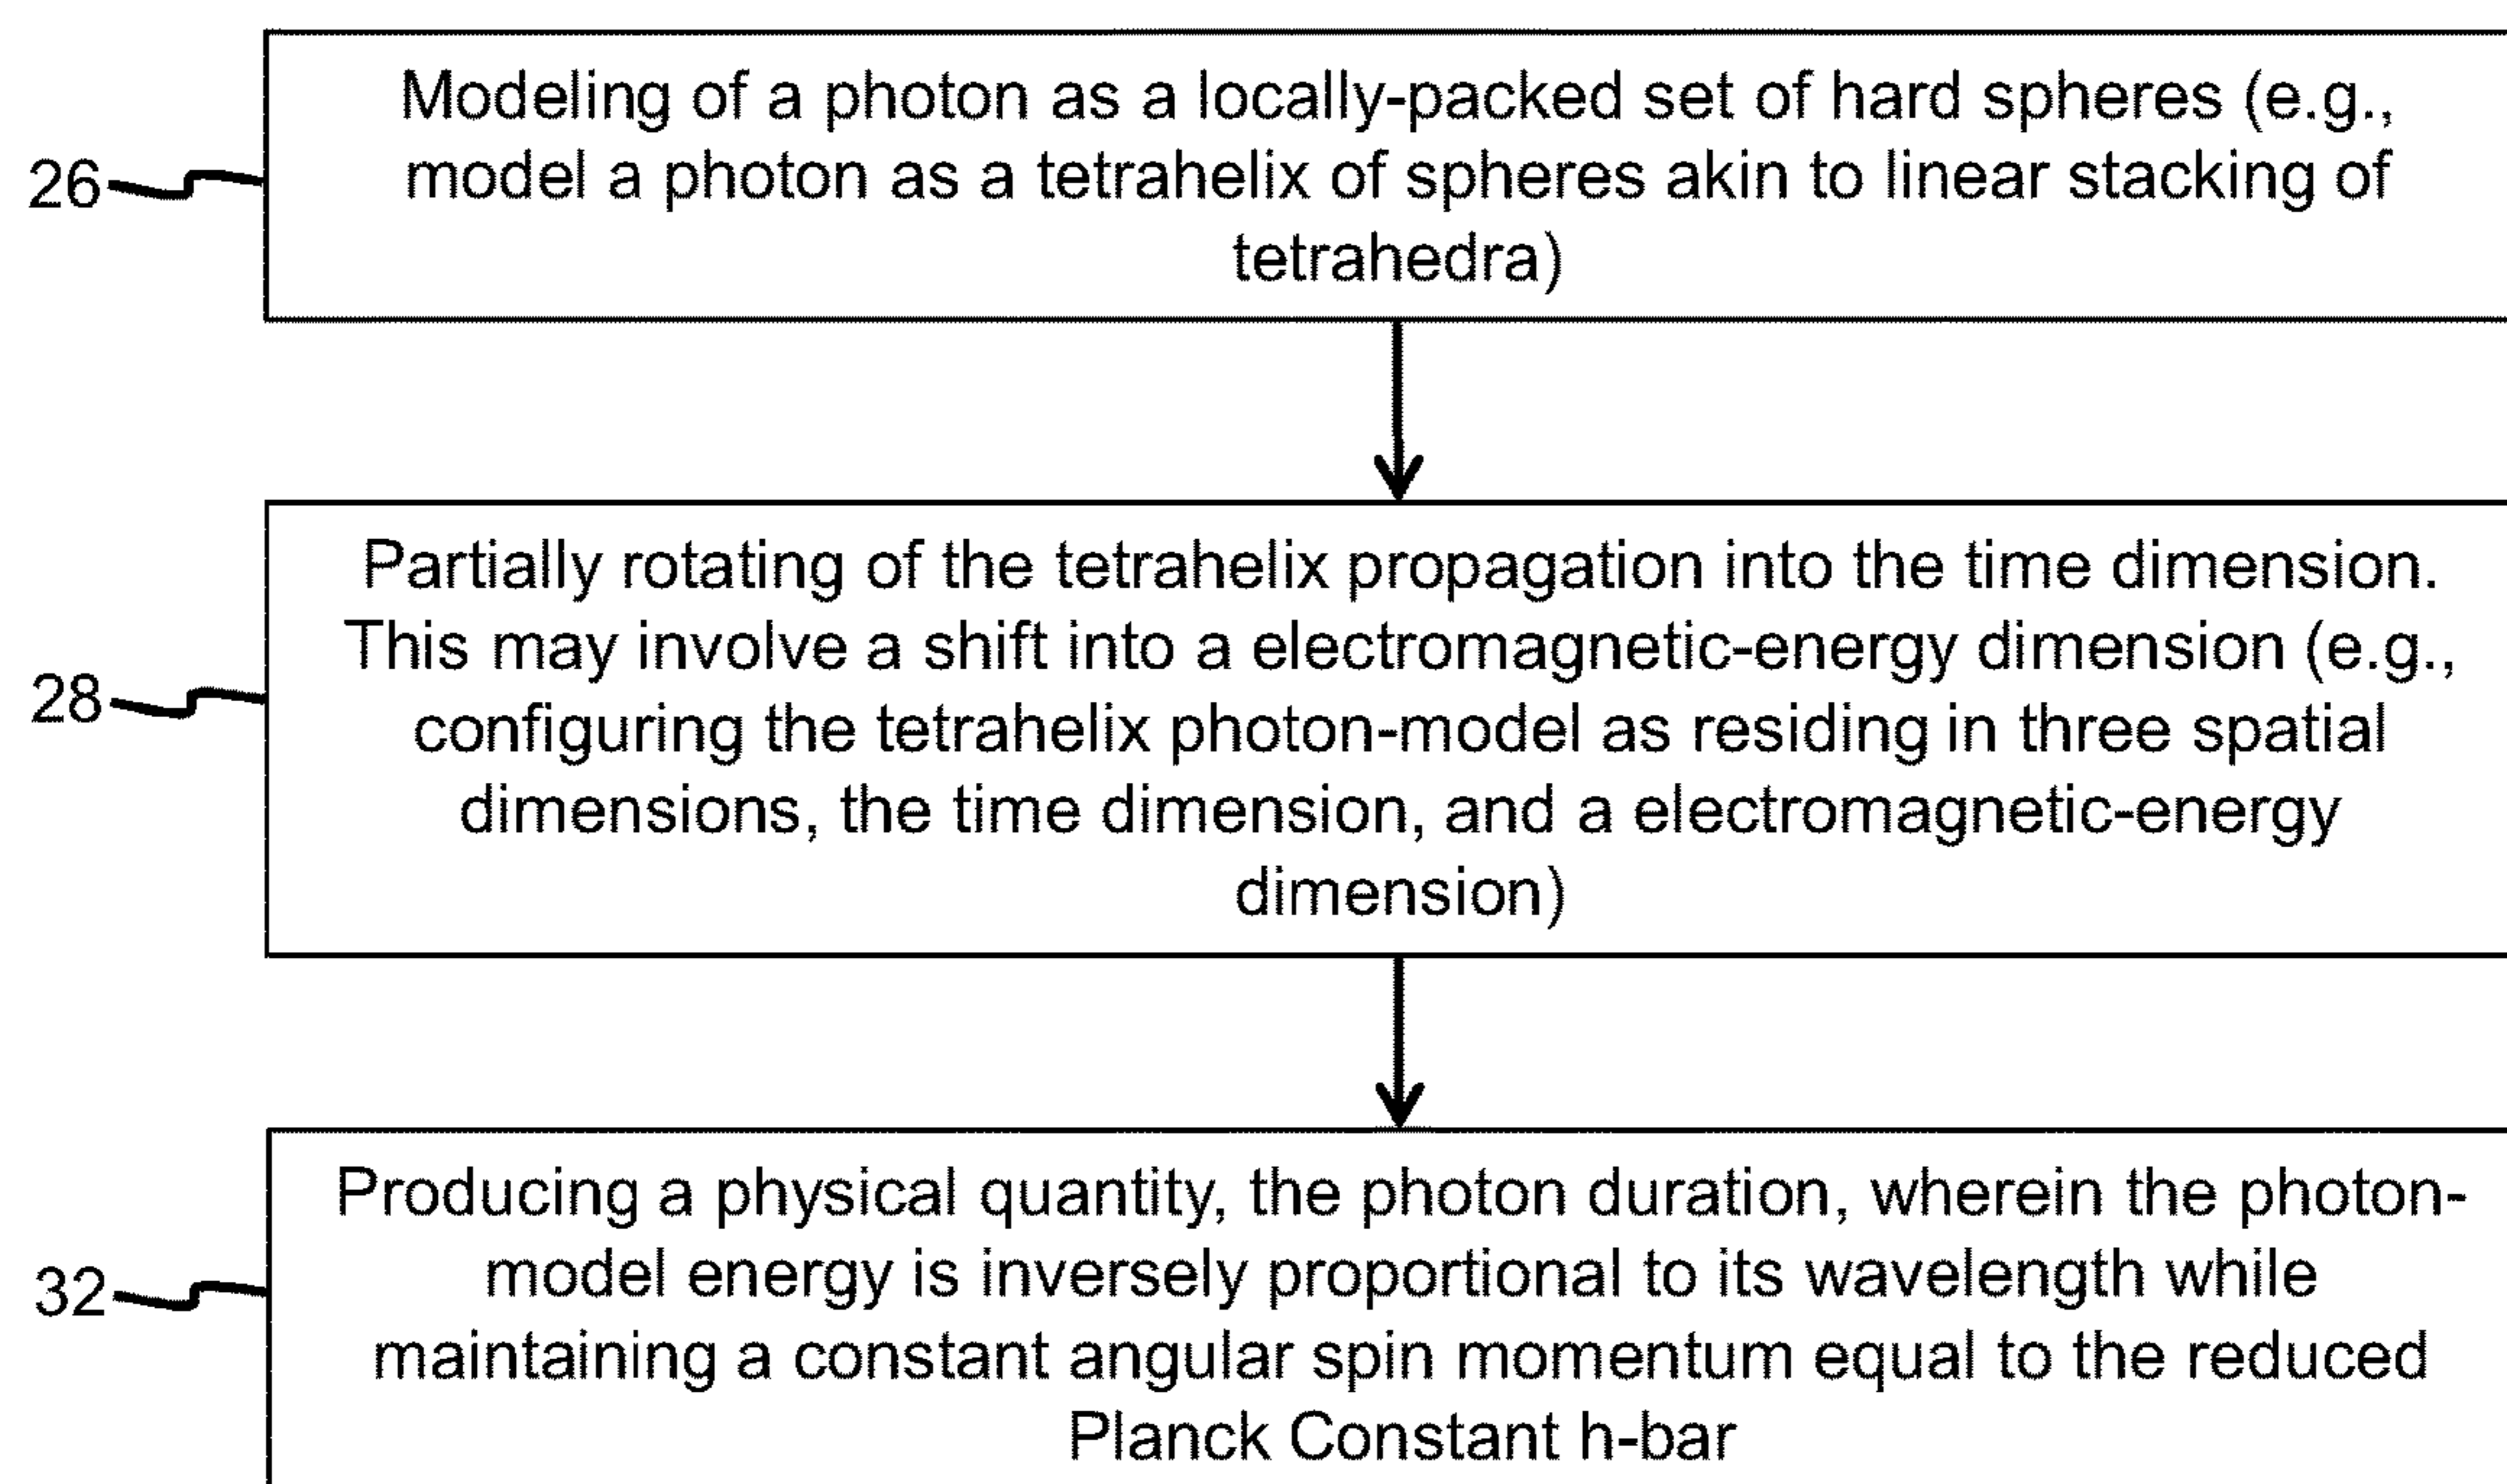 Modeling of a photon as a locally-packed set of hard spheres (e.g.,
model a photon as a tetrahelix of spheres akin to linear stacking of
tetrahedra)
26
Partially rotating of the tetrahelix propagation into the time dimension.
This may involve a shift into a electromagnetic-energy dimension (e.g.,
configuring the tetrahelix photon-model as residing in three spatial
dimensions, the time dimension, and a electromagnetic-energy
dimension)
28
Producing a physical quantity, the photon duration, wherein the photon-
model energy is inversely proportional to its wavelength while
maintaining a constant angular spin momentum equal to the reduced
Planck Constant h-bar
32